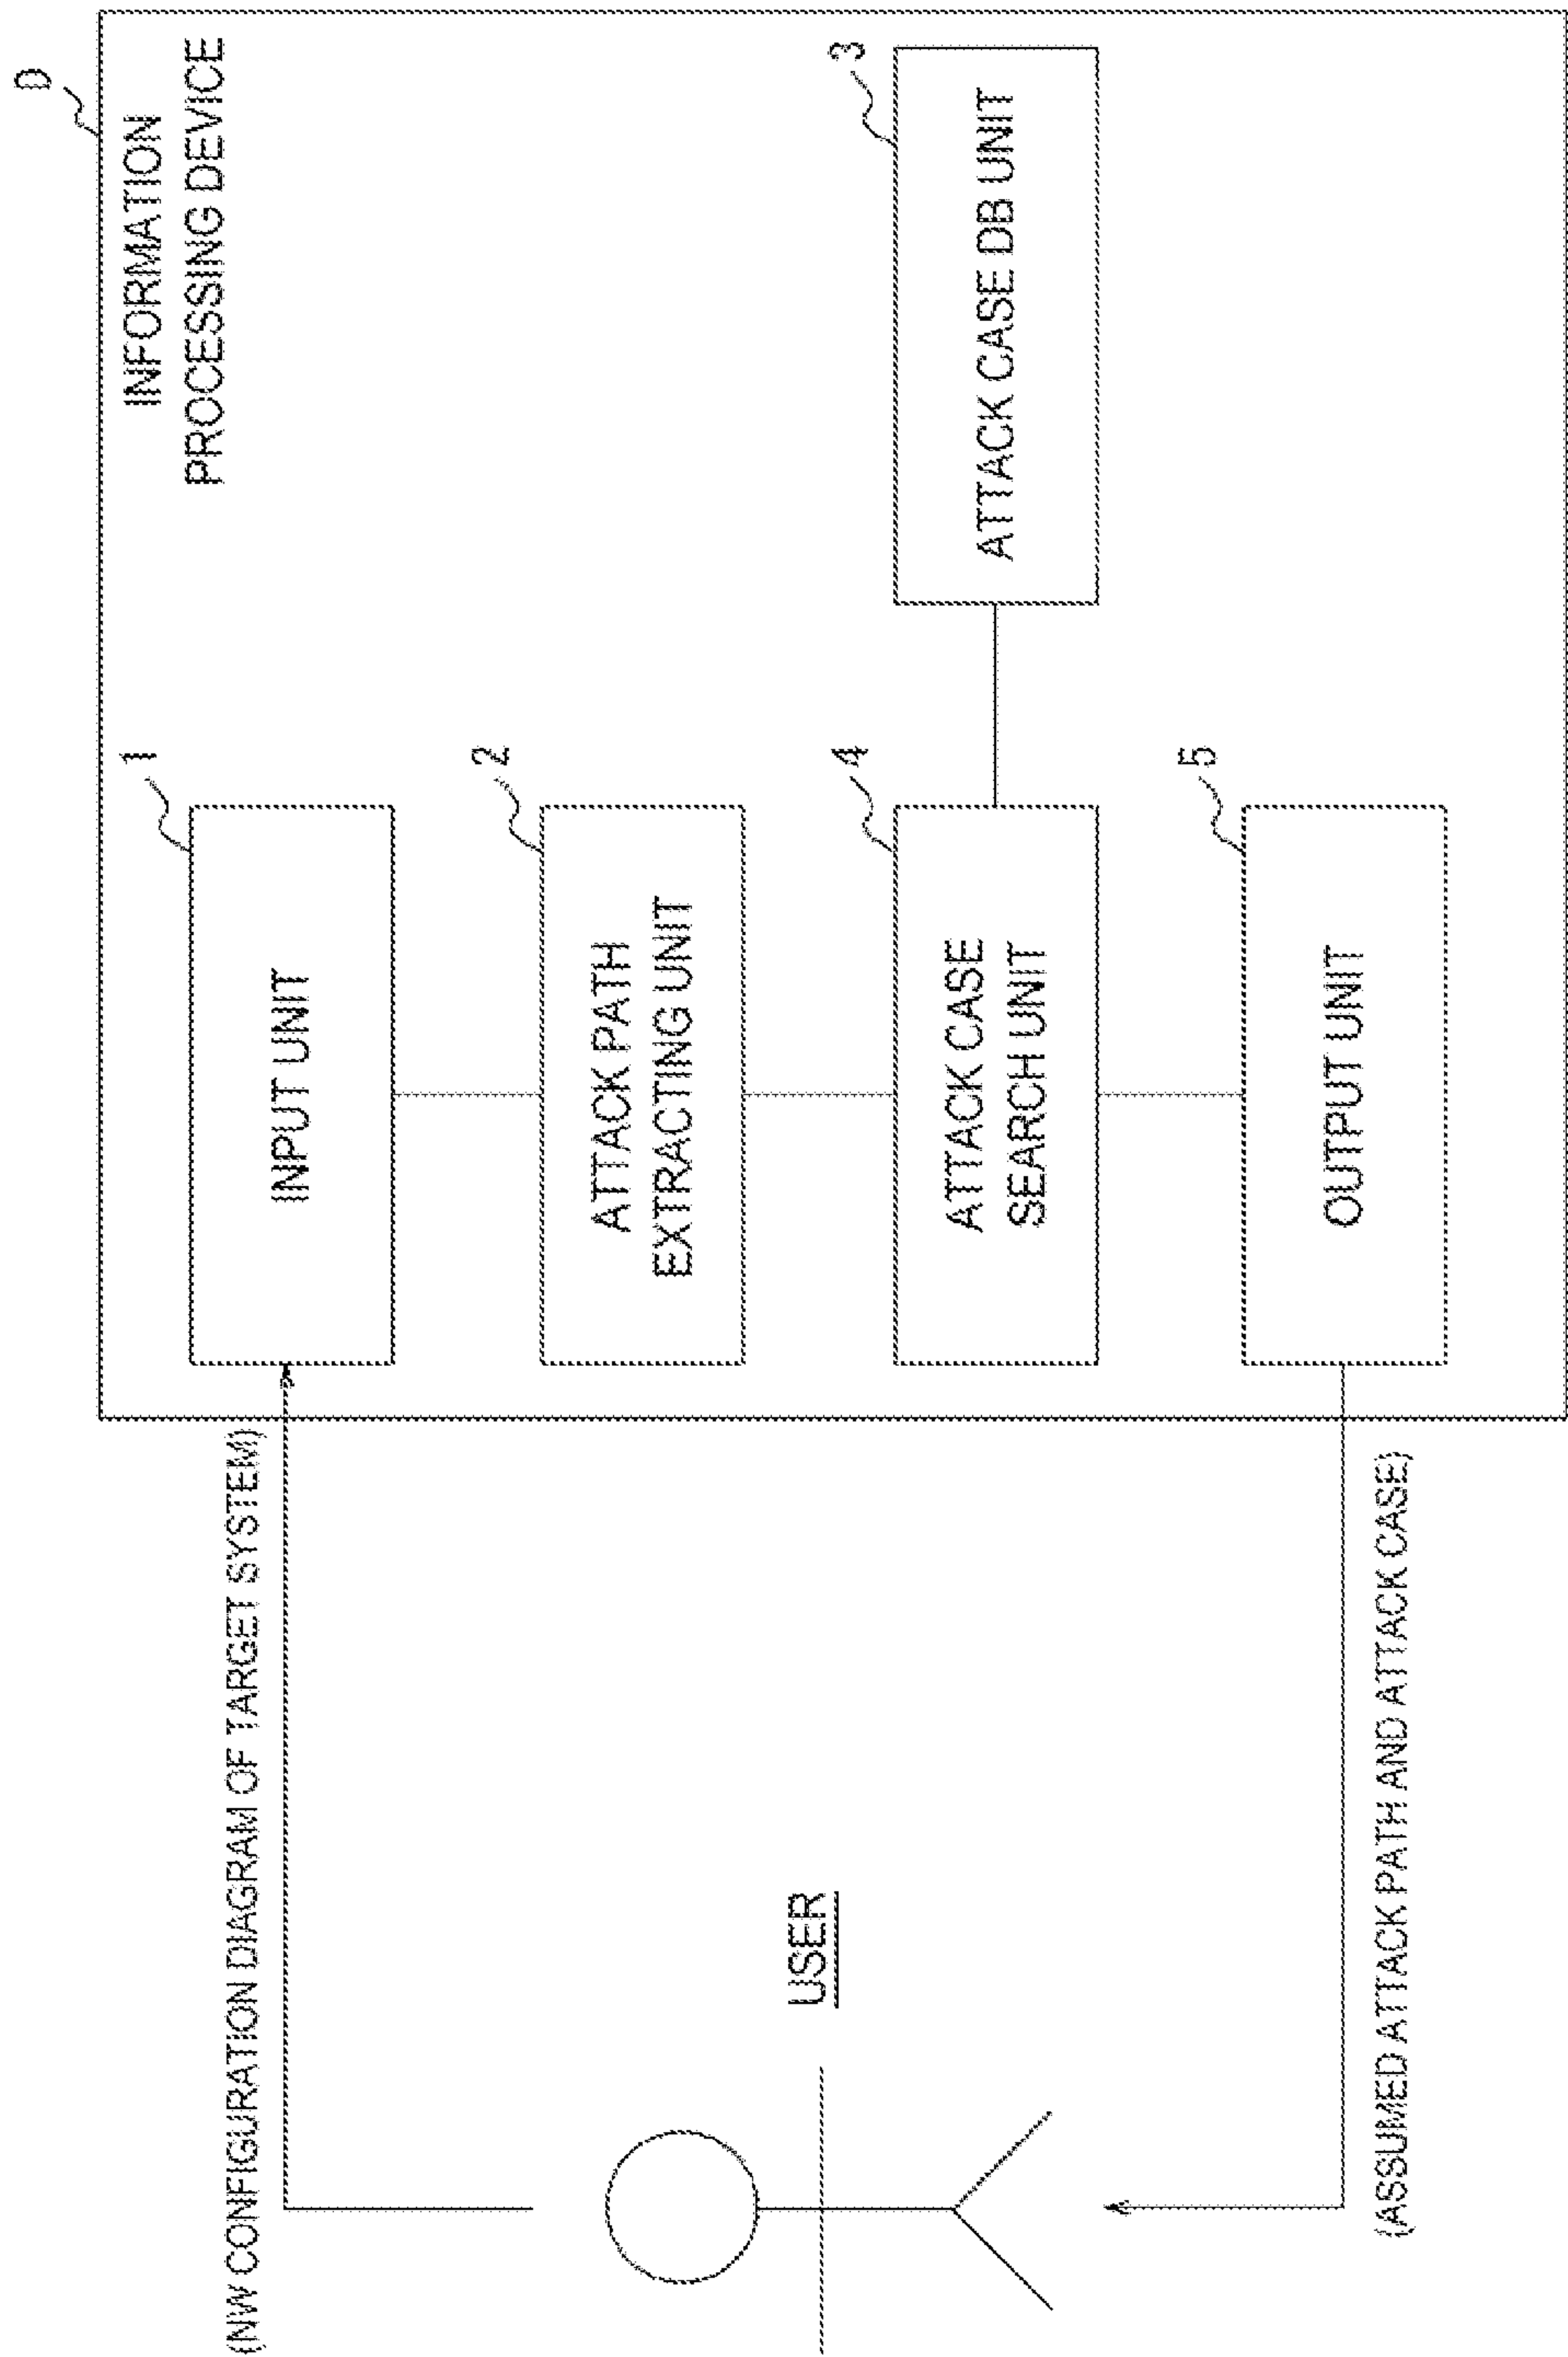 D
INFORMATION
PROCESSING DEVICE
(NW CONFIGURATION DIAGRAM OF TARGET SYSTEM)
1
INPUT UNIT
2
ATTACK PATH
EXTRACTING UNIT
USER
4
ATTACK CASE
SEARCH UNIT
3
ATTACK CASE DB UNIT
5
OUTPUT UNIT
(ASSUMED ATTACK PATH AND ATTACK CASE)